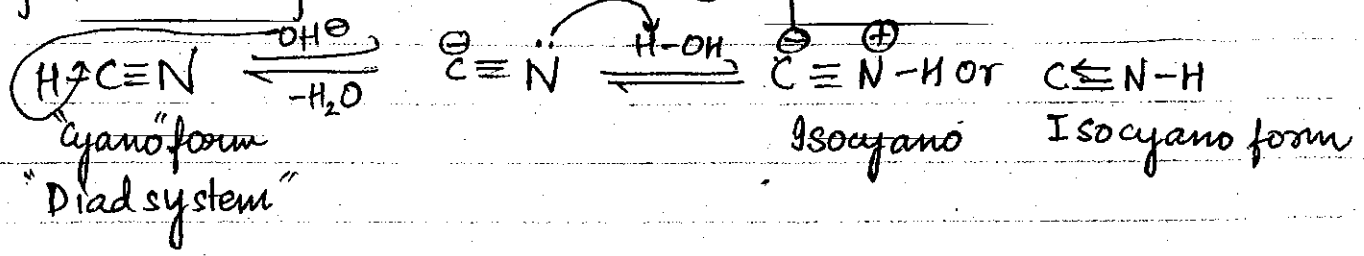 OH⊖
H-C≡N ⇌ ⊖C≡N̈ ⇌ H-OH ⊖C≡N⊕-H Or C⥢N-H
-H₂O
"Cyano" form Isocyano Isocyano form
"Diad system"